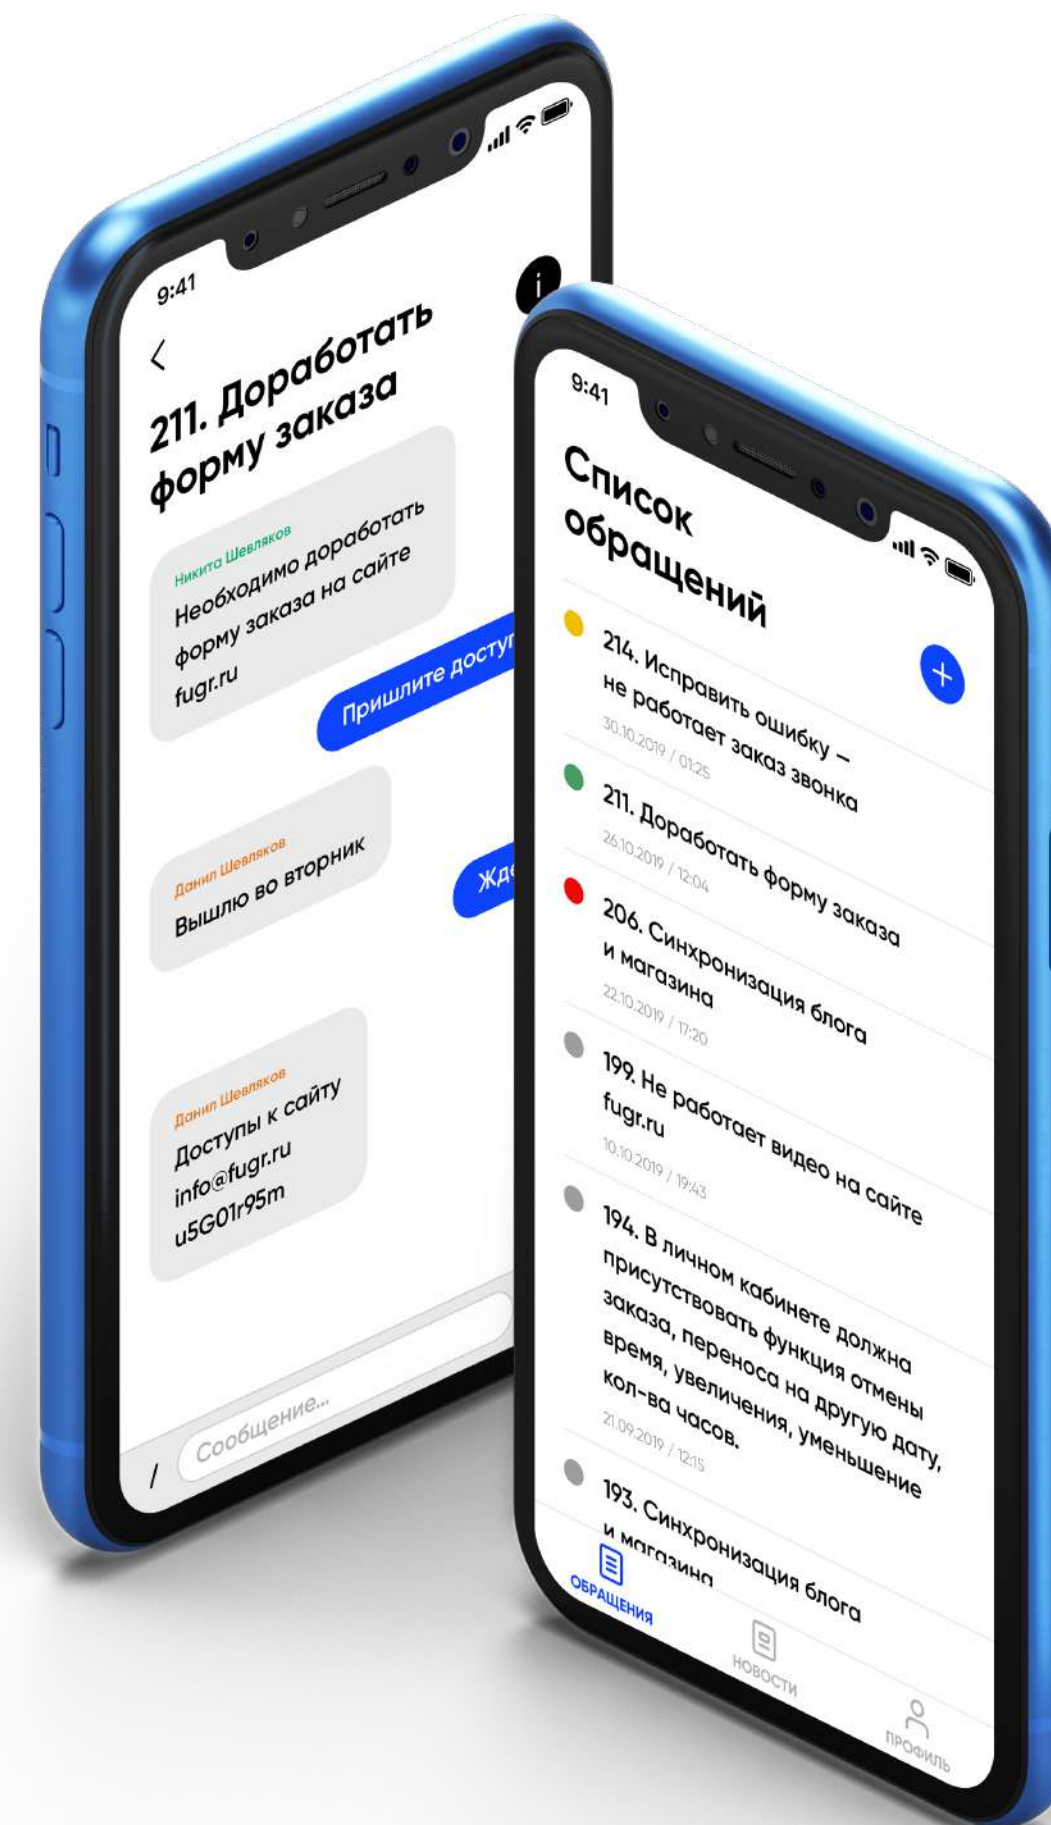 9:41
211. Доработать
форму заказа
Никита Шевляков
Необходимо доработать
форму заказа на сайте
fugr.ru
Пришлите
Данил Шевляков
Вышлю во вторник
Данил Шевляков
Доступы к сайту
info@fugr.ru
u5G01r95m
/
Сообщение...
9:41
Список
обращений
214. Исправить ошибку —
не работает заказ звонка
30.10.2019 / 01:25
211. Доработать форму заказа
26.10.2019 / 12:04
206. Синхронизация блога
и магазина
22.10.2019 / 17:20
199. Не работает видео на сайте
fugr.ru
10.10.2019 / 19:43
194. В личном кабинете должна
присутствовать функция отмены
заказа, переноса на другую дату,
время, увеличения, уменьшение
кол-ва часов.
21.09.2019 / 12:15
193. Синхронизация блога
и магазина
ОБРАЩЕНИЯ
НОВОСТИ
ПРОФИЛЬ